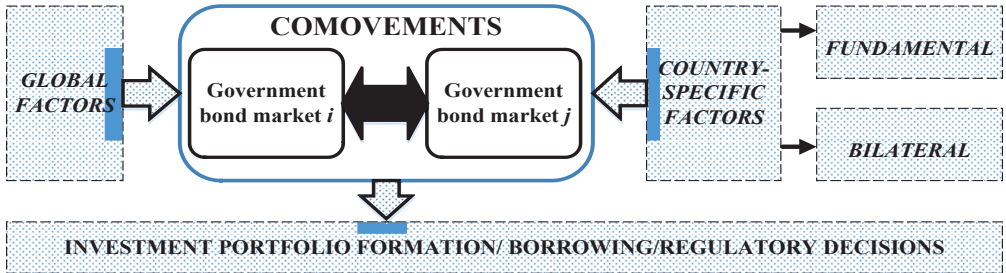 COMOVEMENTS
GLOBAL
FACTORS
Government
bond market i
Government
bond market j
COUNTRY-
SPECIFIC
FACTORS
FUNDAMENTAL
BILATERAL
INVESTMENT PORTFOLIO FORMATION/ BORROWING/REGULATORY DECISIONS